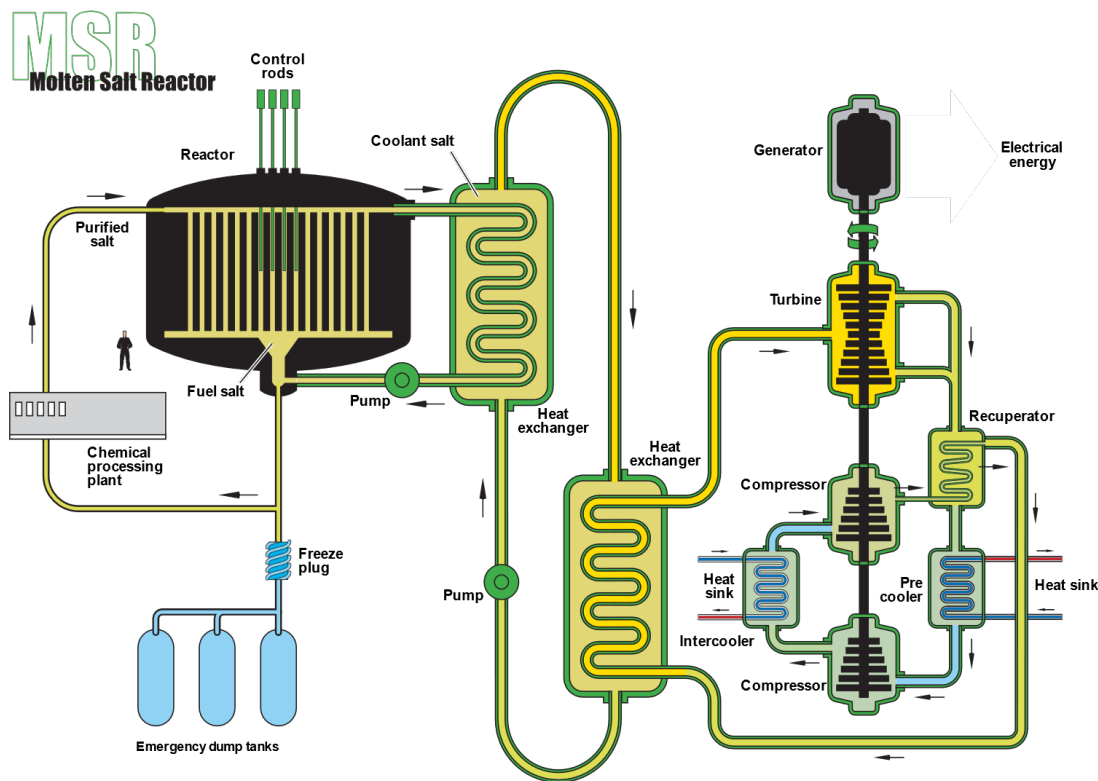 MSR
Molten Salt Reactor
Control
rods
Reactor
Coolant salt
Purified
salt
Fuel salt
Pump
Heat
exchanger
Chemical
processing
plant
Freeze
plug
Emergency dump tanks
Pump
Heat
exchanger
Generator
Electrical
energy
Turbine
Recuperator
Compressor
Heat
sink
Pre
cooler
Heat sink
Intercooler
Compressor